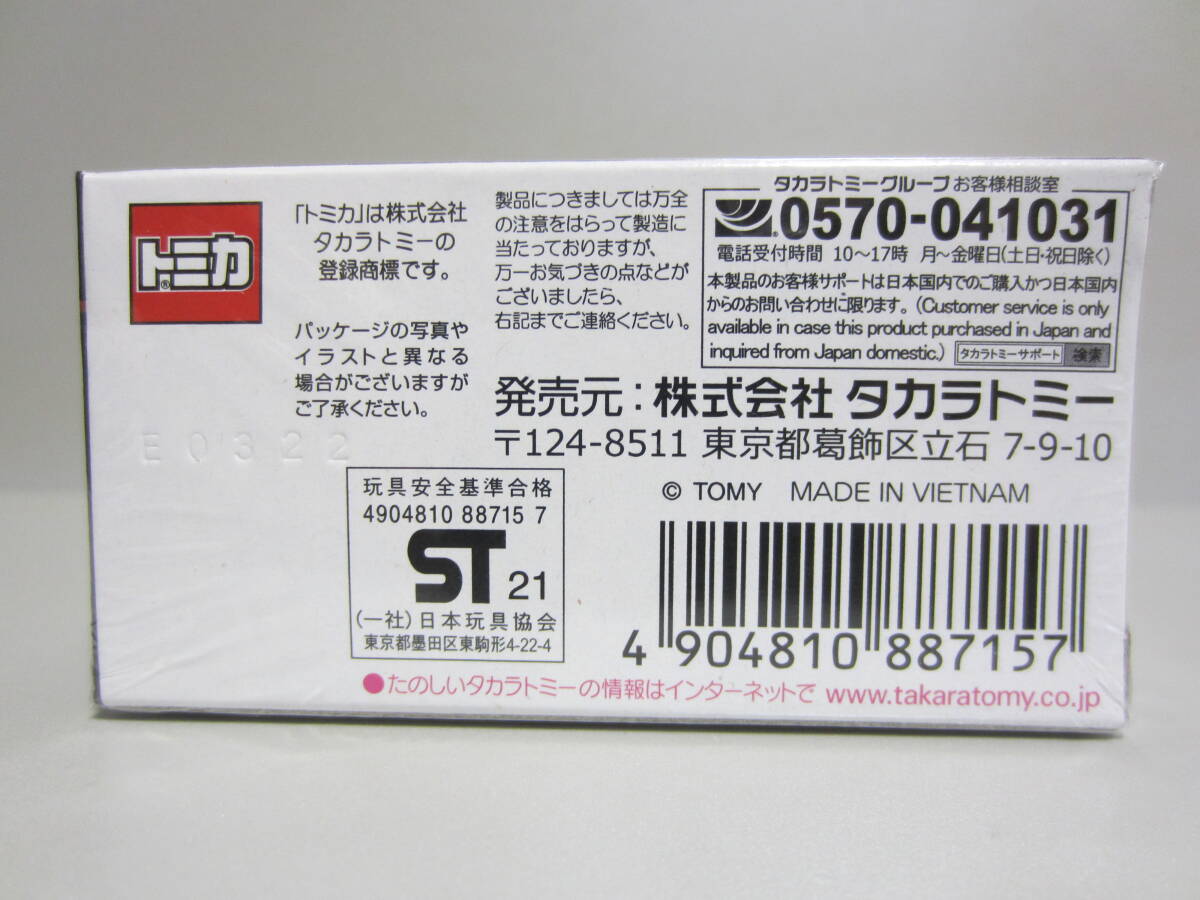 トミカ®
「トミカ」は株式会社
タカラトミーの
登録商標です。
パッケージの写真や
イラストと異なる
場合がございますが
ご了承ください。
製品につきましては万全
の注意をはらって製造に
当たっておりますが、
万一お気づきの点などが
ございましたら、
右記までご連絡ください。
タカラトミーグループ お客様相談室
0570-041031
電話受付時間 10〜17時 月〜金曜日(土日・祝日除く)
本製品のお客様サポートは日本国内でのご購入かつ日本国内
からのお問い合わせに限ります。(Customer service is only
available in case this product purchased in Japan and
inquired from Japan domestic.) タカラトミーサポート 検索
発売元：株式会社 タカラトミー
〒124-8511 東京都葛飾区立石 7-9-10
E0322
© TOMY MADE IN VIETNAM
玩具安全基準合格
4904810 88715 7
ST 21
(一社)日本玩具協会
東京都墨田区東駒形4-22-4
4 904810 887157
●たのしいタカラトミーの情報はインターネットで www.takaratomy.co.jp